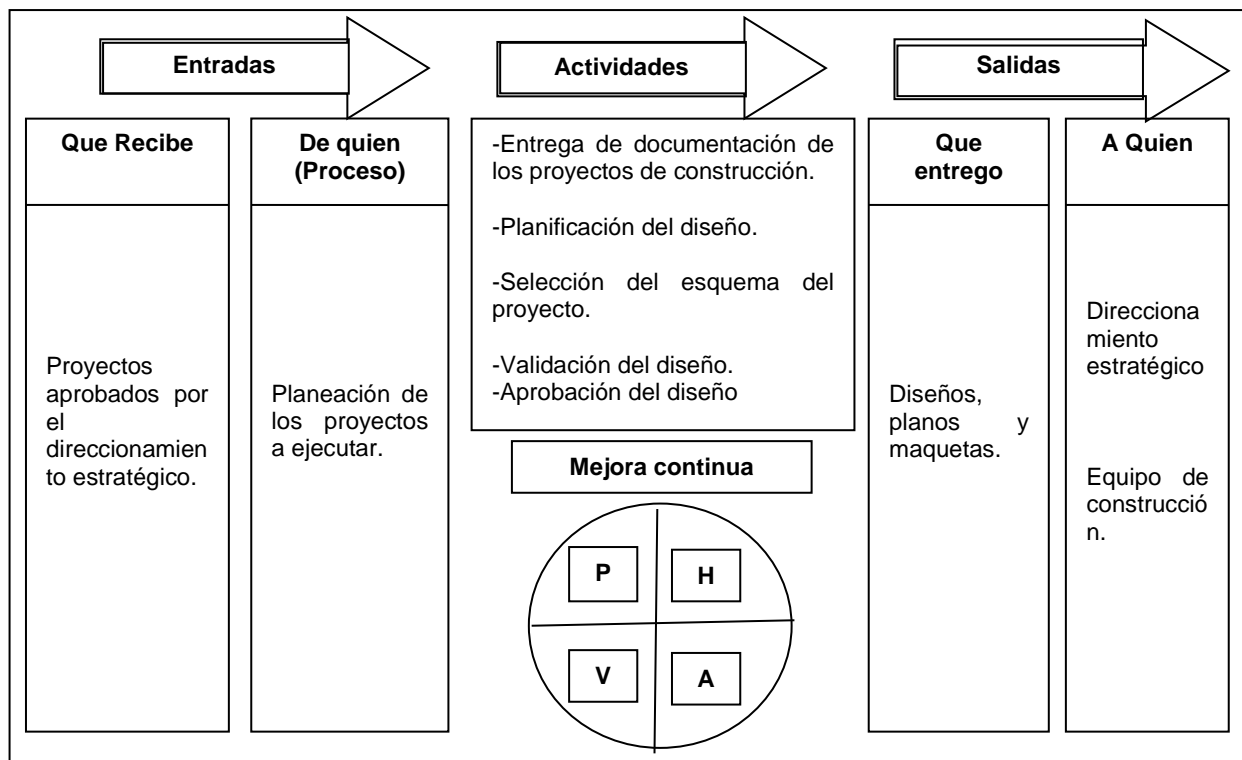 Entradas
Actividades
Salidas
Que Recibe
De quien
(Proceso)
Proyectos
aprobados por
el
direccionamien
to estratégico.
Planeación de
los proyectos
a ejecutar.
-Entrega de documentación de
los proyectos de construcción.
-Planificación del diseño.
-Selección del esquema del
proyecto.
-Validación del diseño.
-Aprobación del diseño
Mejora continua
P
H
V
A
Que
entrego
A Quien
Diseños,
planos y
maquetas.
Direcciona
miento
estratégico
Equipo de
construcció
n.